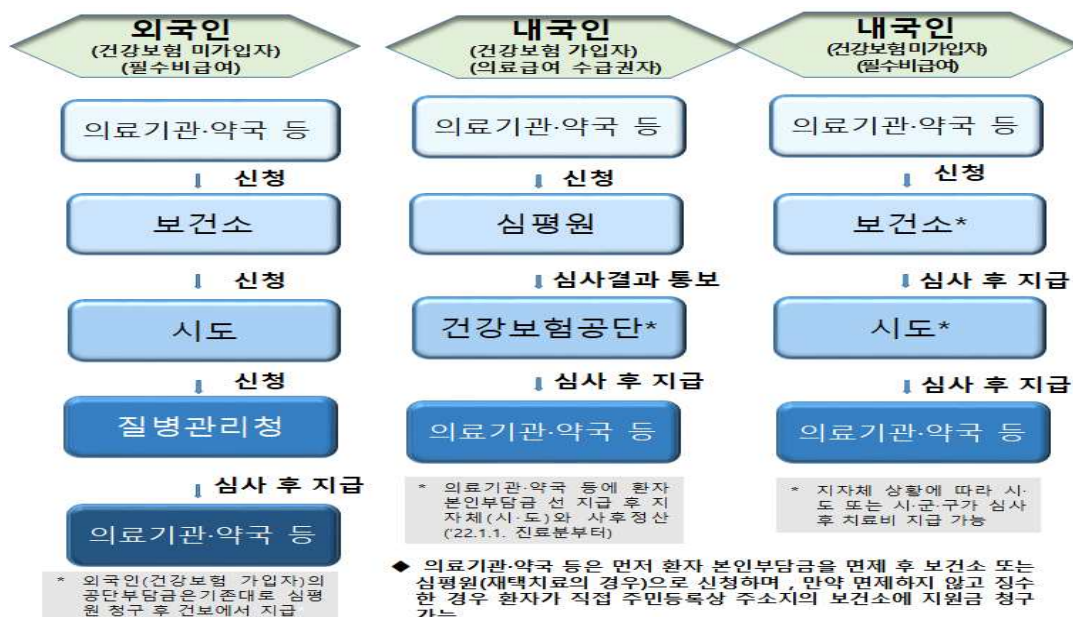 외국인
(건강보험 미가입자)
(필수비급여)
의료기관·약국 등
신청
보건소
신청
시도
신청
질병관리청
심사 후 지급
의료기관·약국 등
* 외국인(건강보험 가입자)의
공단부담금은기존대로 심평
원 청구 후 건보에서 지급
내국인
(건강보험 가입자)
(의료급여 수급권자)
의료기관·약국 등
신청
심평원
심사결과 통보
건강보험공단*
심사 후 지급
의료기관·약국 등
* 의료기관·약국 등에 환자
본인부담금 선 지급 후 지
자체(시·도)와 사후정산
('22.1.1. 진료분부터)
내국인
(건강보험 미가입자)
(필수비급여)
의료기관·약국 등
신청
보건소*
심사 후 지급
시도*
심사 후 지급
의료기관·약국 등
* 지자체 상황에 따라 시·
도 또는 시·군·구가 심사
후 치료비 지급 가능
◆ 의료기관·약국 등은 먼저 환자 본인부담금을 면제 후 보건소 또는
심평원(재택치료의 경우)으로 신청하며, 만약 면제하지 않고 징수
한 경우 환자가 직접 주민등록상 주소지의 보건소에 지원금 청구
가능